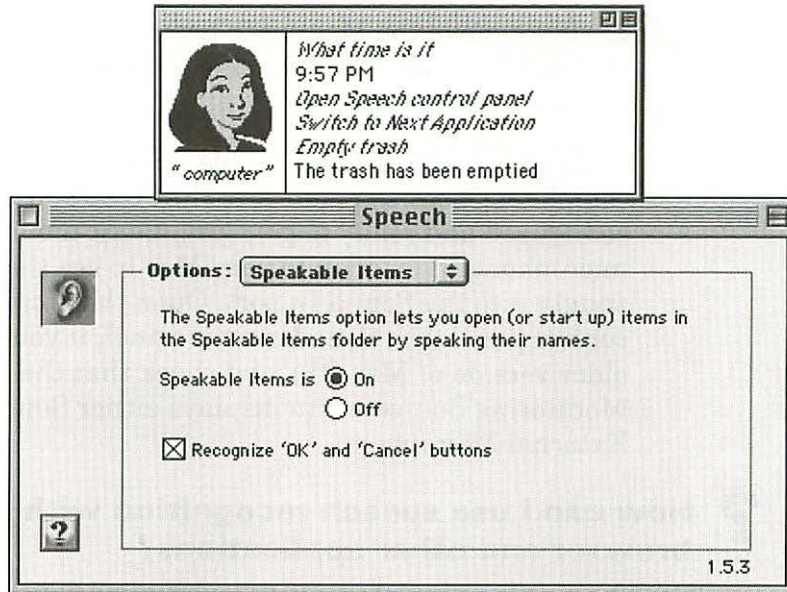 What time is it
9:57 PM
Open Speech control panel
Switch to Next Application
Empty trash
"computer" The trash has been emptied
Speech
Options: Speakable Items
The Speakable Items option lets you open (or start up) items in
the Speakable Items folder by speaking their names.
Speakable Items is On
Off
Recognize 'OK' and 'Cancel' buttons
?
1.5.3